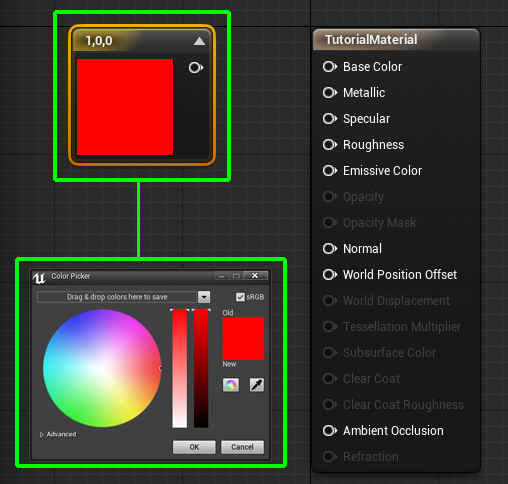 1,0,0
TutorialMaterial
Base Color
Metallic
Specular
Roughness
Emissive Color
Opacity
Opacity Mask
Normal
World Position Offset
World Displacement
Tessellation Multiplier
Subsurface Color
Clear Coat
Clear Coat Roughness
Ambient Occlusion
Refraction
Color Picker
Drag & drop colors here to save
sRGB
Old
New
Advanced
OK
Cancel